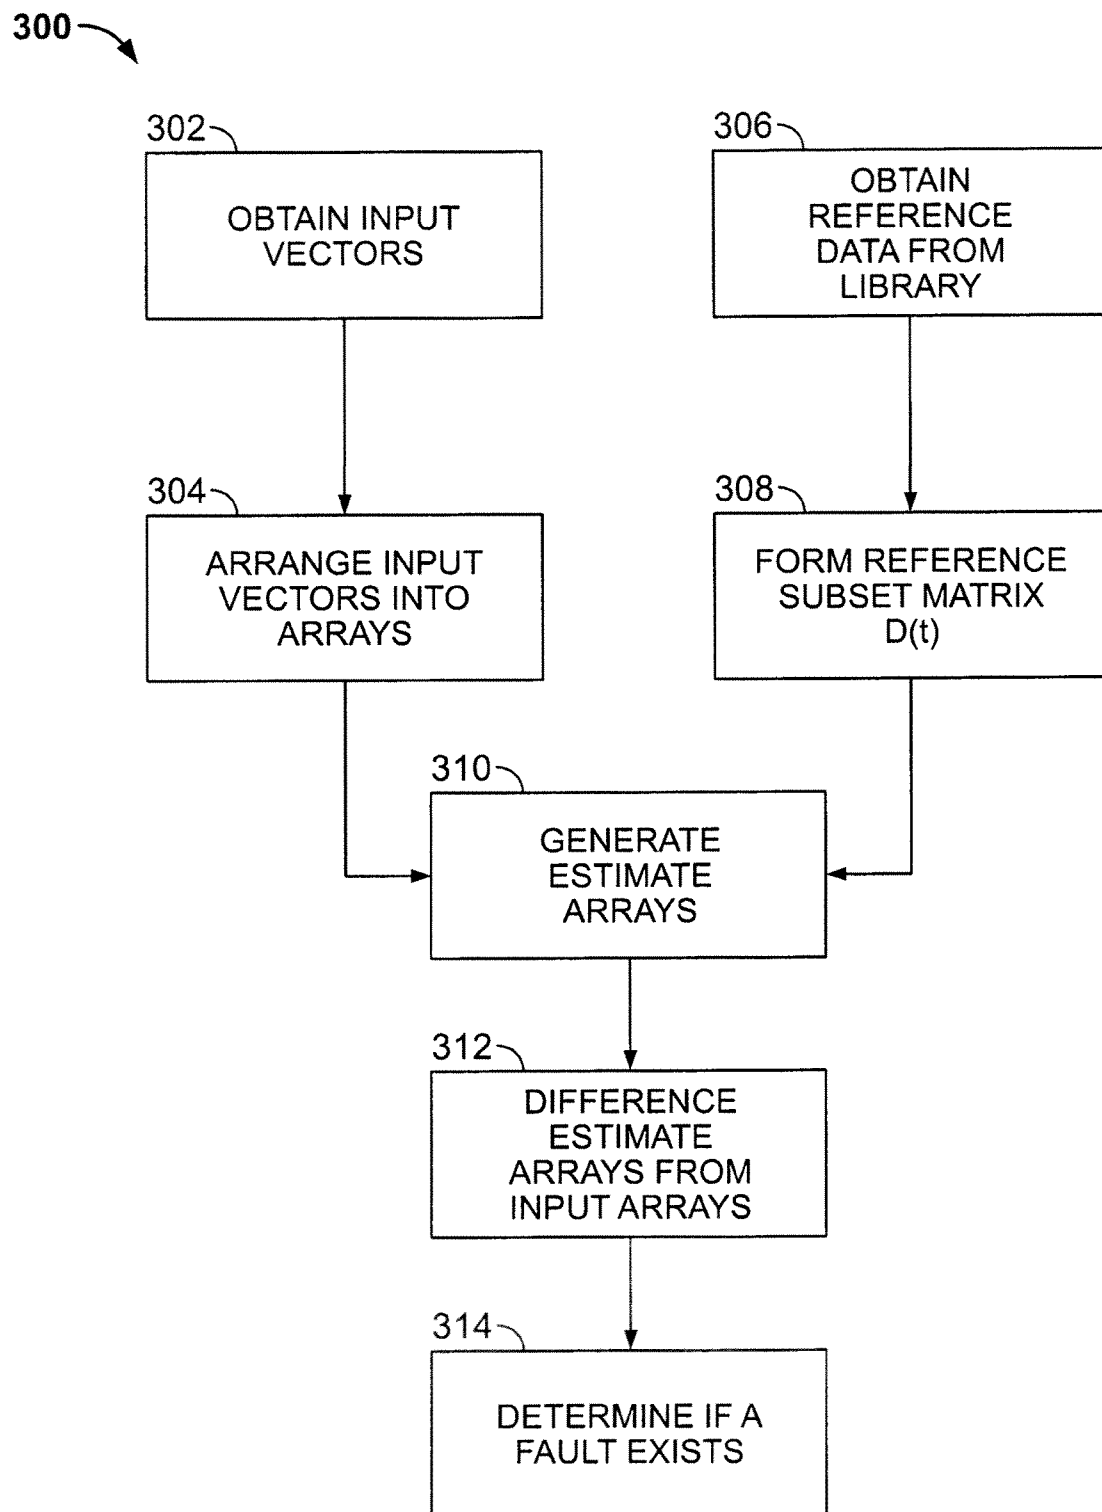 300
302
OBTAIN INPUT
VECTORS
306
OBTAIN
REFERENCE
DATA FROM
LIBRARY
304
ARRANGE INPUT
VECTORS INTO
ARRAYS
308
FORM REFERENCE
SUBSET MATRIX
D(t)
310
GENERATE
ESTIMATE
ARRAYS
312
DIFFERENCE
ESTIMATE
ARRAYS FROM
INPUT ARRAYS
314
DETERMINE IF A
FAULT EXISTS